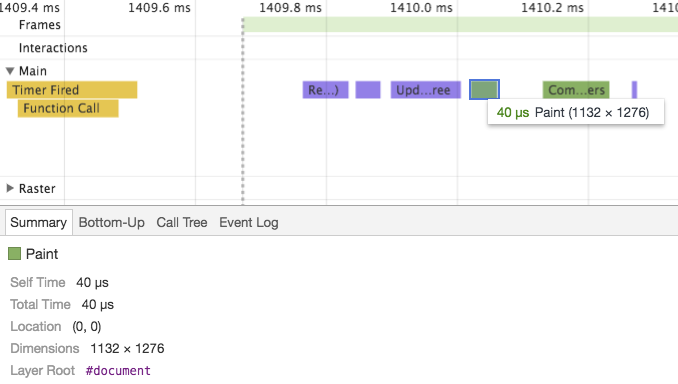 1409.4 ms 1409.6 ms 1409.8 ms 1410.0 ms 1410.2 ms 1410
Frames
Interactions
Main
Timer Fired Re...) Upd...ree Com...ers
Function Call
40 µs Paint (1132 × 1276)
Raster
Summary Bottom-Up Call Tree Event Log
Paint
Self Time 40 µs
Total Time 40 µs
Location (0, 0)
Dimensions 1132 × 1276
Layer Root #document